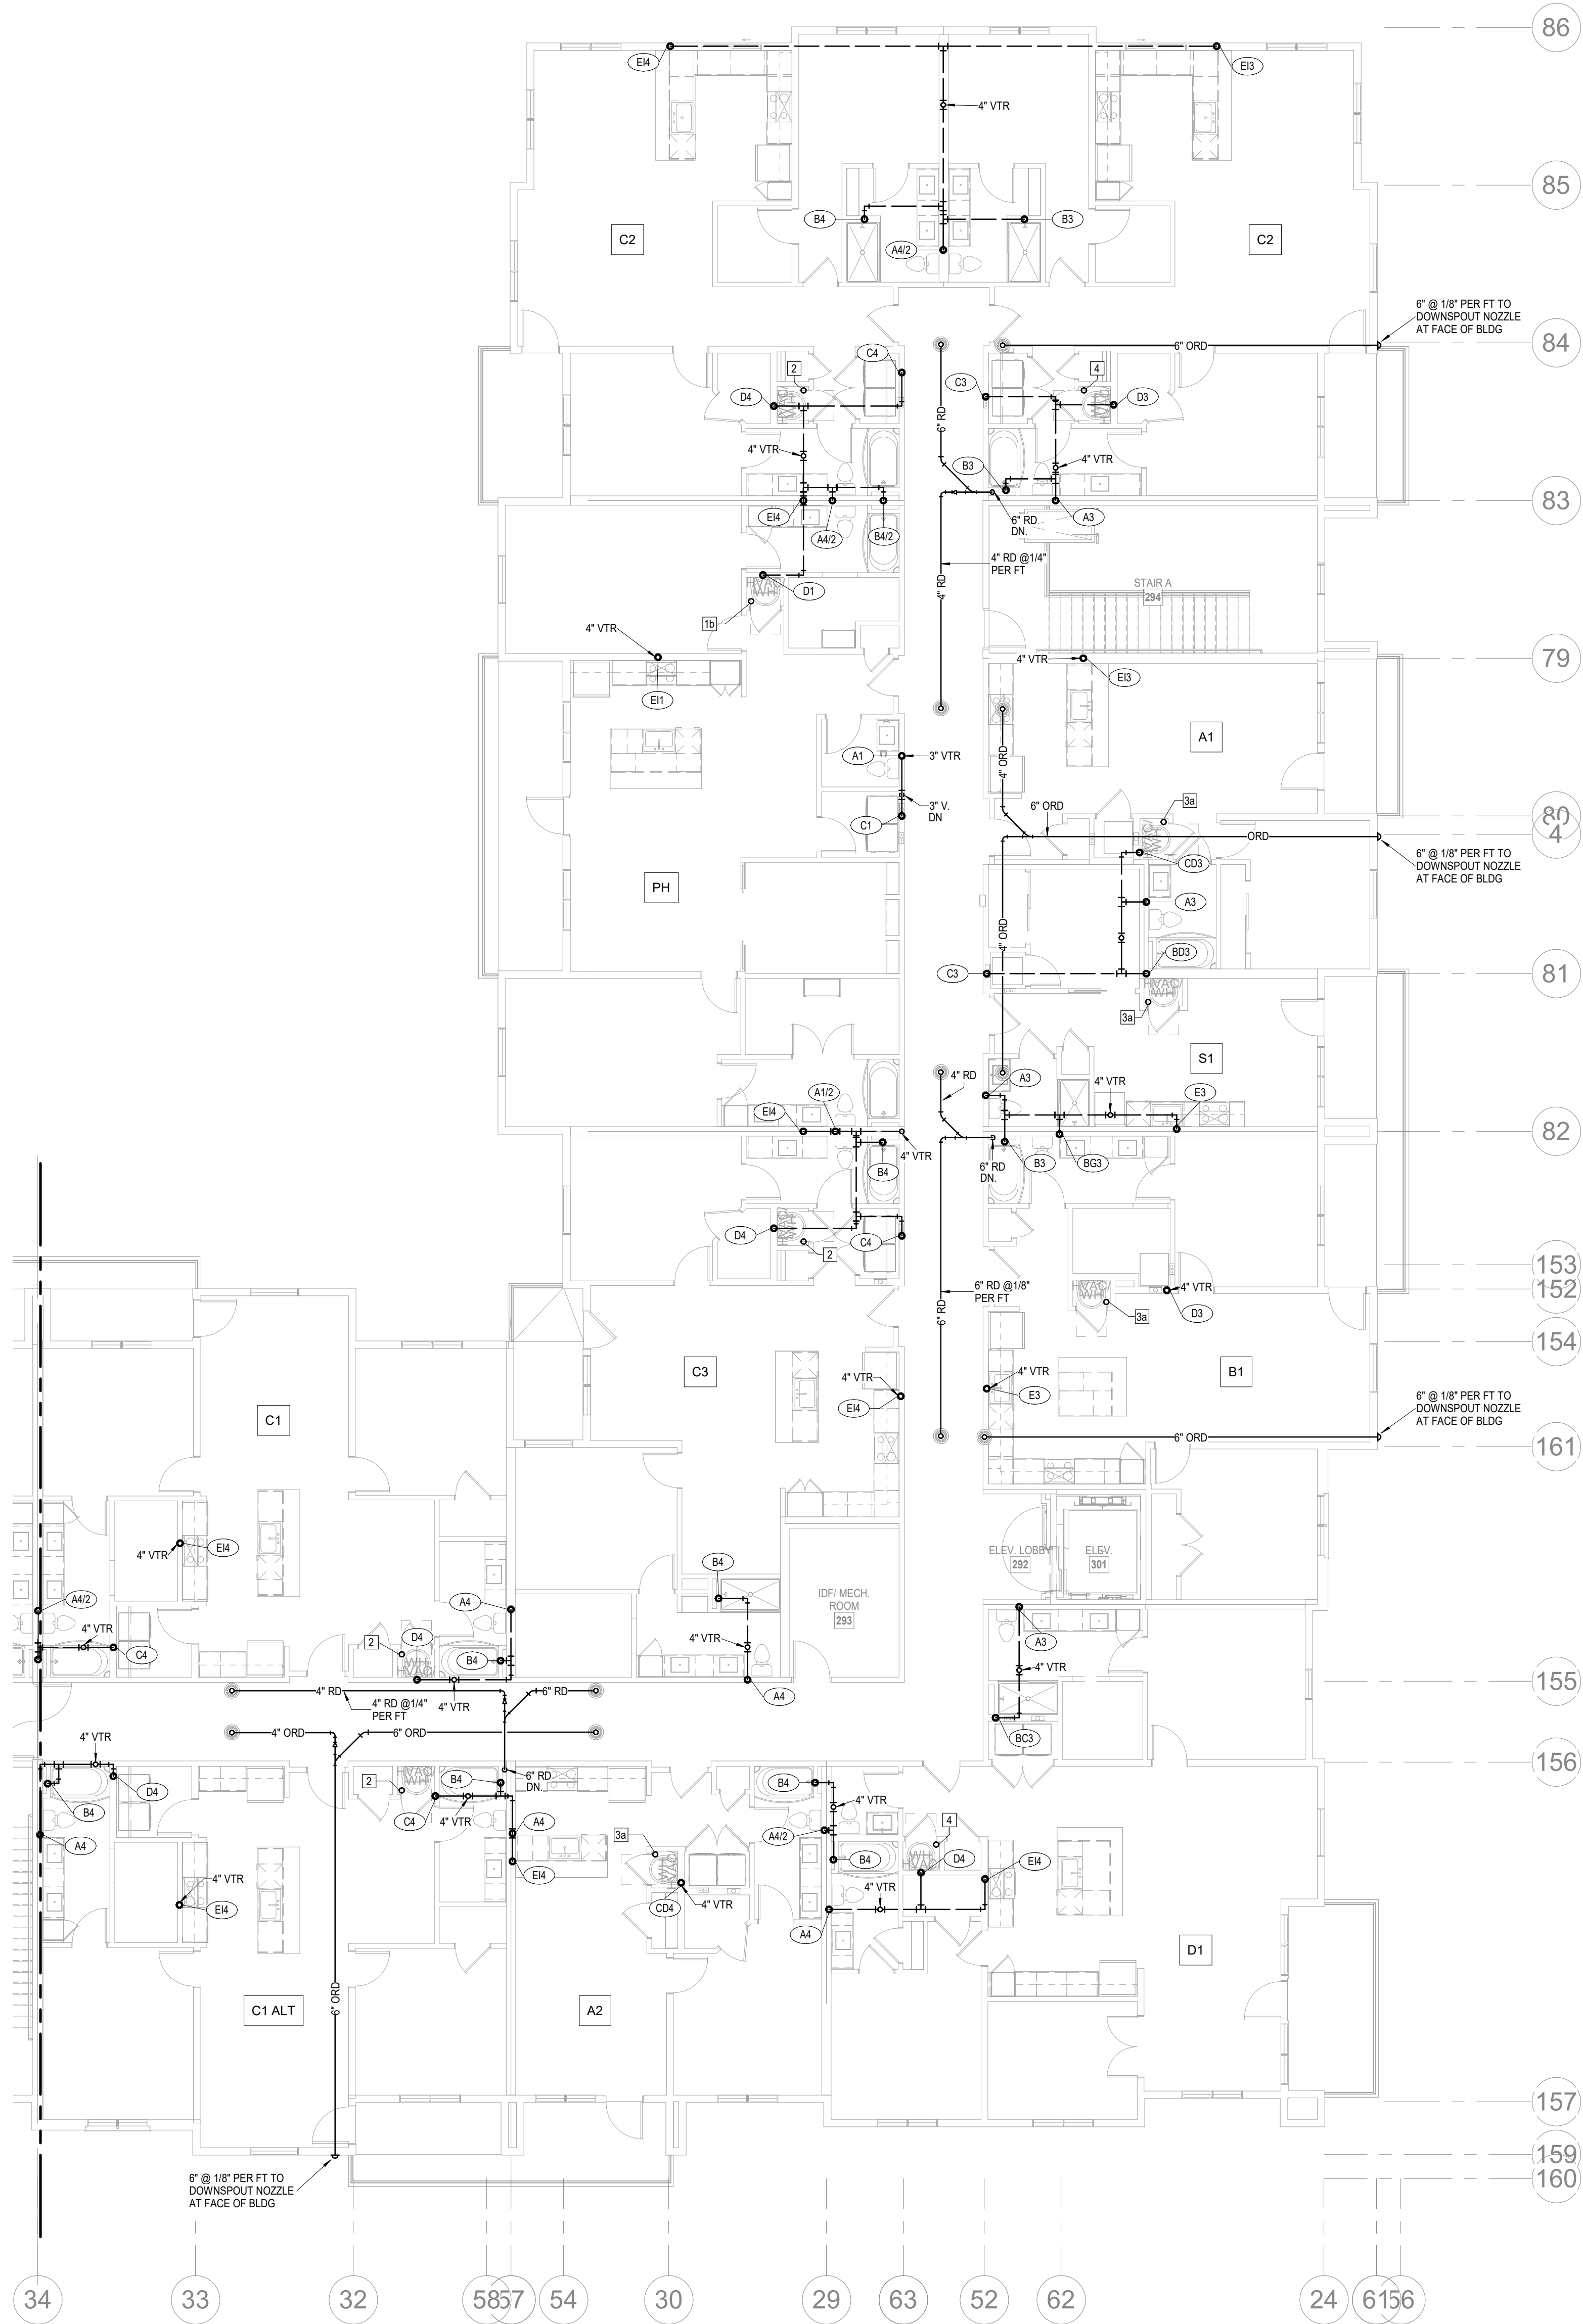 86
EI4
EI3
4" VTR
85
B4
B3
C2
A4/2
C2
6" @ 1/8" PER FT TO
DOWNSPOUT NOZZLE
AT FACE OF BLDG
84
6" ORD
C4
2
4
C3
D4
D3
6" RD
4" VTR
4" VTR
B3
83
EI4
A4/2
B4/2
6" RD
DN.
A3
4" RD @1/4"
PER FT
HVAC/
WH
D1
4" RD
STAIR A
294
1b
4" VTR
4" VTR
79
EI3
EI1
A1
A1
3" VTR
4" ORD
3" V.
DN
6" ORD
3a
80
C1
ORD
4
6" @ 1/8" PER FT TO
DOWNSPOUT NOZZLE
AT FACE OF BLDG
CD3
PH
A3
4" ORD
BD3
C3
81
HVAC/
WH
3a
S1
4" RD
A3
4" VTR
A1/2
E3
EI4
82
4" VTR
B4
6" RD
DN.
B3
BG3
D4
C4
2
153
6" RD @1/8"
PER FT
HVAC/
WH
4" VTR
152
3a
D3
6" RD
154
C3
4" VTR
4" VTR
B1
E3
EI4
6" @ 1/8" PER FT TO
DOWNSPOUT NOZZLE
AT FACE OF BLDG
C1
6" ORD
161
EI4
4" VTR
ELEV. LOBBY
292
ELEV.
301
B4
IDF/ MECH.
ROOM
293
A4/2
A4
4" VTR
D4
4" VTR
A3
2
C4
B4
WH
HVAC/
4" VTR
155
4" RD
4" RD @1/4"
PER FT
4" VTR
6" RD
A4
4" ORD
6" ORD
4" VTR
BC3
156
HVAC/
WH
6" RD
DN.
D4
2
B4
B4
B4
C4
4" VTR
4" VTR
A4
A4/2
4
A4
3a
B4
D4
EI4
EI4
4" VTR
4" VTR
EI4
CD4
4" VTR
A4
D1
C1 ALT
6" ORD
A2
157
159
160
6" @ 1/8" PER FT TO
DOWNSPOUT NOZZLE
AT FACE OF BLDG
34
33
32
58
57
54
30
29
63
52
62
24
61
56